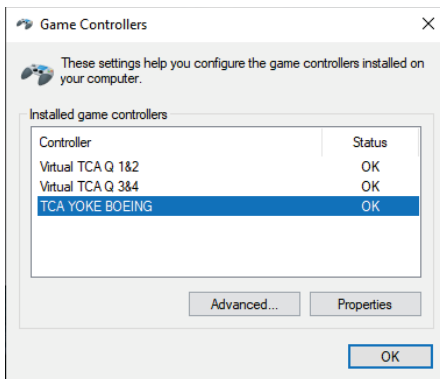 Game Controllers
These settings help you configure the game controllers installed on
your computer.
Installed game controllers
Controller Status
Virtual TCA Q 1&2 OK
Virtual TCA Q 3&4 OK
TCA YOKE BOEING OK
Advanced... Properties
OK